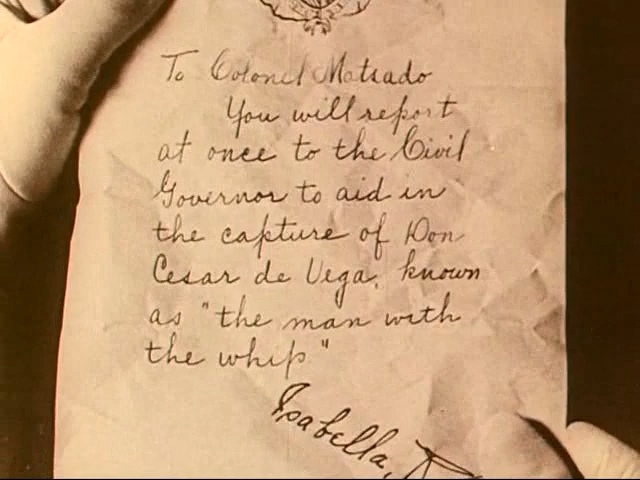 To Colonel Matsado
You will report
at once to the Civil
Governor to aid in
the capture of Don
Cesar de Vega, known
as "the man with
the whip"
Isabella, R